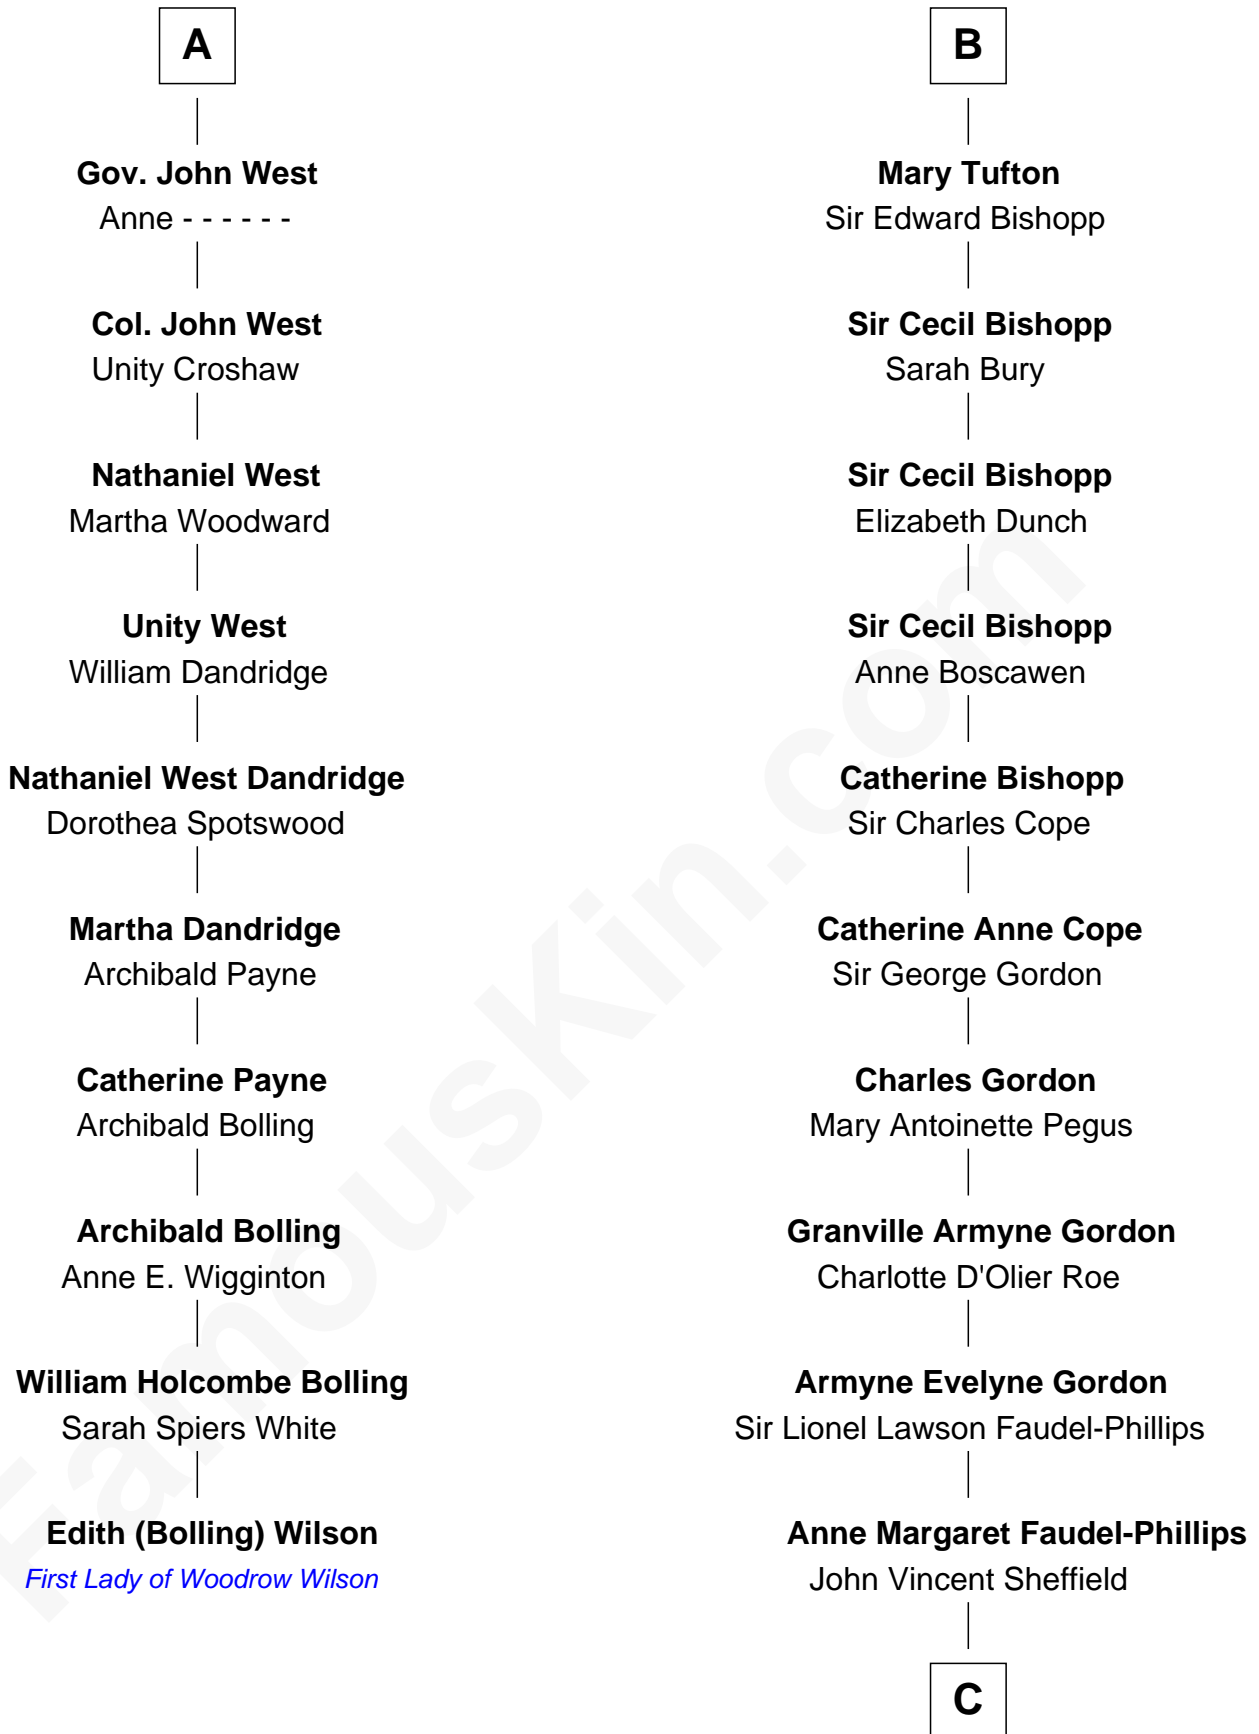 A
Gov. John West
Anne - - - - - -
Col. John West
Unity Croshaw
Nathaniel West
Martha Woodward
Unity West
William Dandridge
Nathaniel West Dandridge
Dorothea Spotswood
Martha Dandridge
Archibald Payne
Catherine Payne
Archibald Bolling
Archibald Bolling
Anne E. Wigginton
William Holcombe Bolling
Sarah Spiers White
Edith (Bolling) Wilson
First Lady of Woodrow Wilson
B
Mary Tufton
Sir Edward Bishopp
Sir Cecil Bishopp
Sarah Bury
Sir Cecil Bishopp
Elizabeth Dunch
Sir Cecil Bishopp
Anne Boscawen
Catherine Bishopp
Sir Charles Cope
Catherine Anne Cope
Sir George Gordon
Charles Gordon
Mary Antoinette Pegus
Granville Armyne Gordon
Charlotte D'Olier Roe
Armyne Evelyne Gordon
Sir Lionel Lawson Faudel-Phillips
Anne Margaret Faudel-Phillips
John Vincent Sheffield
C
FamousKin.com